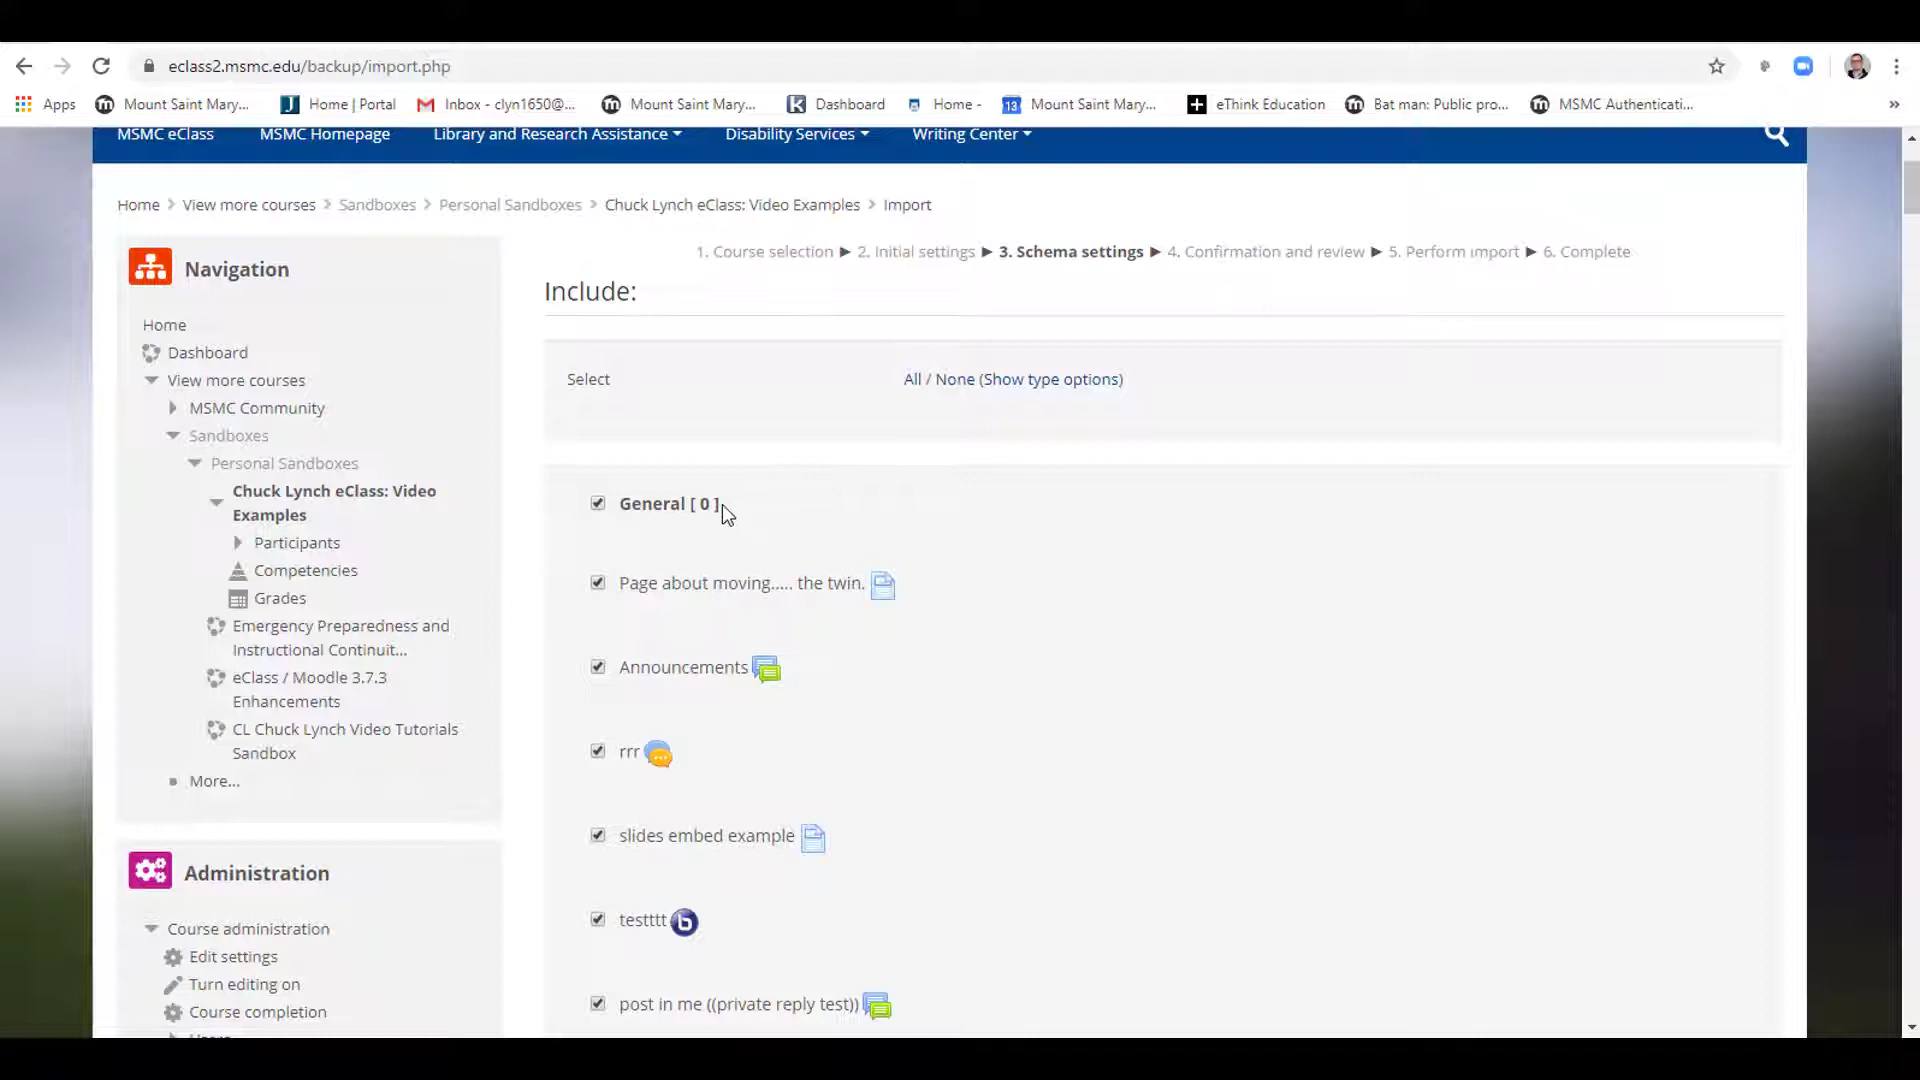 eclass2.msmc.edu/backup/import.php
Apps
Mount Saint Mary...
Home | Portal
Inbox - clyn1650@...
Mount Saint Mary...
Dashboard
Home -
Mount Saint Mary...
eThink Education
Bat man: Public pro...
MSMC Authenticati...
»
MSMC eClass
MSMC Homepage
Library and Research Assistance
Disability Services
Writing Center
Home > View more courses > Sandboxes > Personal Sandboxes > Chuck Lynch eClass: Video Examples > Import
Navigation
Home
Dashboard
View more courses
MSMC Community
Sandboxes
Personal Sandboxes
Chuck Lynch eClass: Video
Examples
Participants
Competencies
Grades
Emergency Preparedness and
Instructional Continuit...
eClass / Moodle 3.7.3
Enhancements
CL Chuck Lynch Video Tutorials
Sandbox
More...
Administration
Course administration
Edit settings
Turn editing on
Course completion
1. Course selection ► 2. Initial settings ► 3. Schema settings ► 4. Confirmation and review ► 5. Perform import ► 6. Complete
Include:
Select
All / None (Show type options)
General [ 0 ]
Page about moving..... the twin.
Announcements
rrr
slides embed example
testttt
post in me ((private reply test))